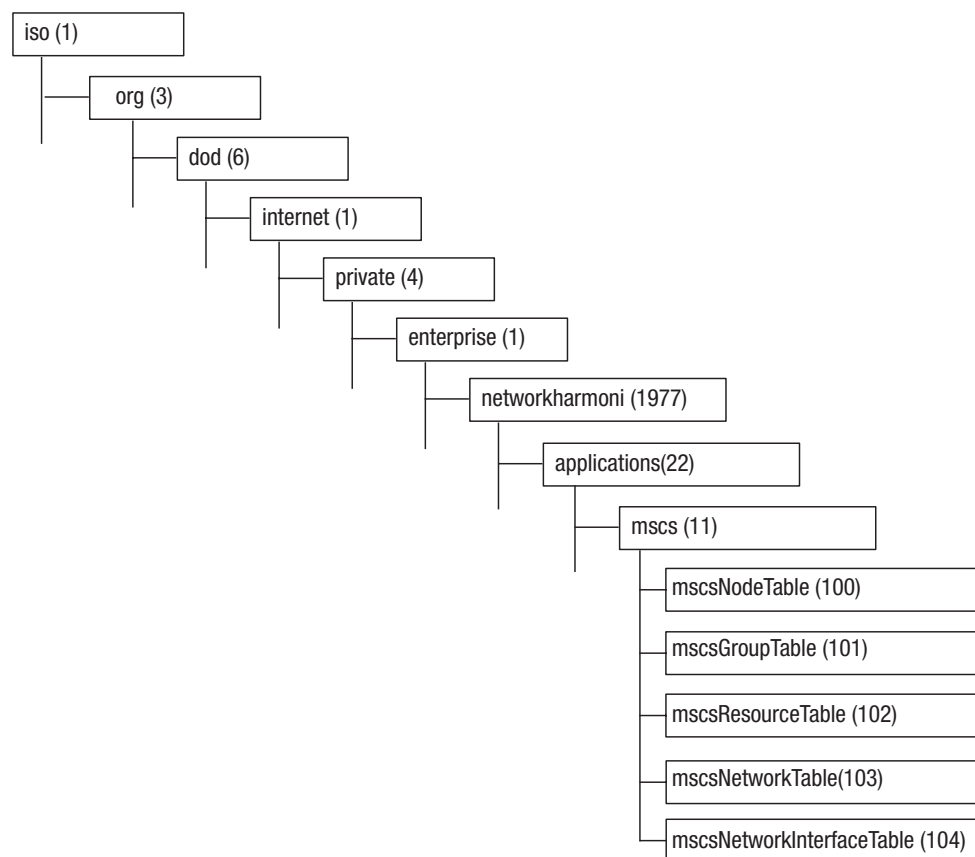 iso (1)
org (3)
dod (6)
internet (1)
private (4)
enterprise (1)
networkharmoni (1977)
applications(22)
mscs (11)
mscsNodeTable (100)
mscsGroupTable (101)
mscsResourceTable (102)
mscsNetworkTable(103)
mscsNetworkInterfaceTable (104)